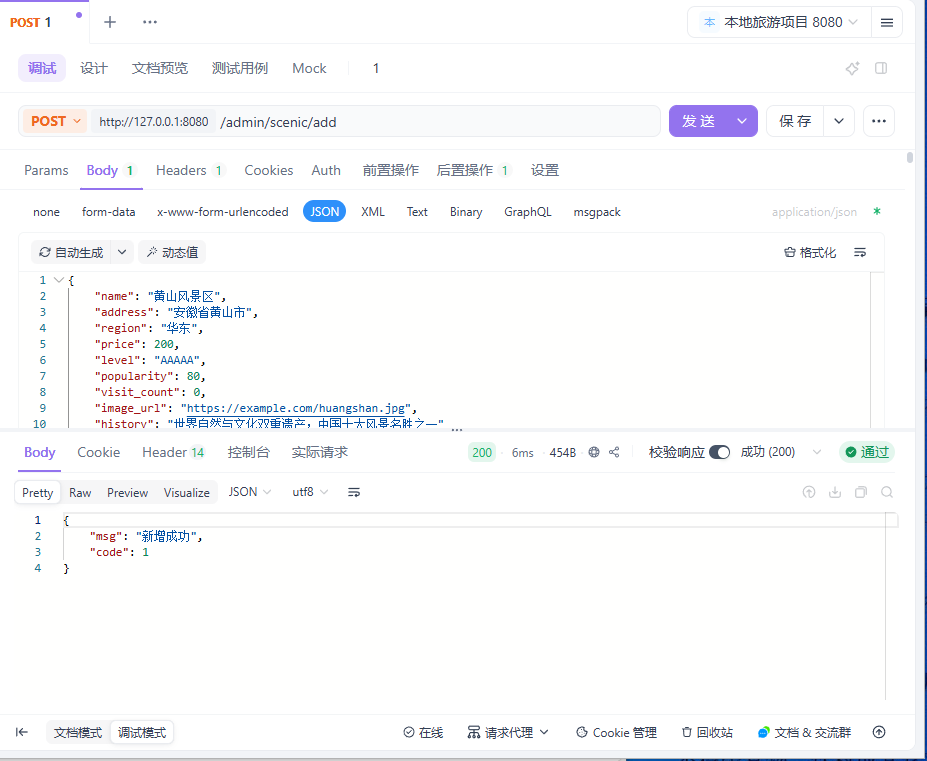 POST 1
本地旅游项目 8080
调试 设计 文档预览 测试用例 Mock 1
POST http://127.0.0.1:8080 /admin/scenic/add 发 送 保 存
Params Body 1 Headers 1 Cookies Auth 前置操作 后置操作 1 设置
none form-data x-www-form-urlencoded JSON XML Text Binary GraphQL msgpack application/json *
自动生成 动态值 格式化
1 {
2 "name": "黄山风景区",
3 "address": "安徽省黄山市",
4 "region": "华东",
5 "price": 200,
6 "level": "AAAAA",
7 "popularity": 80,
8 "visit_count": 0,
9 "image_url": "https://example.com/huangshan.jpg",
10 "history": "世界自然与文化双重遗产，中国十大风景名胜之一"
Body Cookie Header 14 控制台 实际请求 200 6ms 454B 校验响应 成功 (200) 通过
Pretty Raw Preview Visualize JSON utf8
1 {
2 "msg": "新增成功",
3 "code": 1
4 }
文档模式 调试模式 在线 请求代理 Cookie 管理 回收站 文档 & 交流群